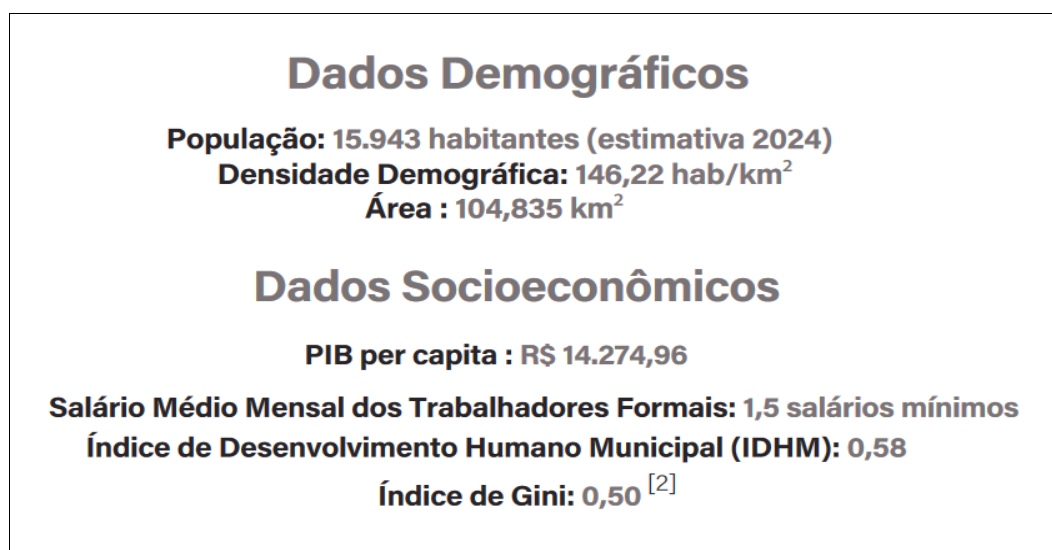 Dados Demográficos
População: 15.943 habitantes (estimativa 2024)
Densidade Demográfica: 146,22 hab/km²
Área : 104,835 km²
Dados Socioeconômicos
PIB per capita : R$ 14.274,96
Salário Médio Mensal dos Trabalhadores Formais: 1,5 salários mínimos
Índice de Desenvolvimento Humano Municipal (IDHM): 0,58
Índice de Gini: 0,50 [2]